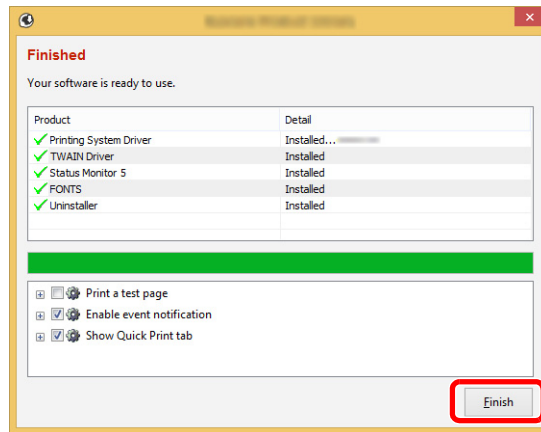 Finished
Your software is ready to use.
Product Detail
Printing System Driver Installed...
TWAIN Driver Installed
Status Monitor 5 Installed
FONTS Installed
Uninstaller Installed
Print a test page
Enable event notification
Show Quick Print tab
Finish